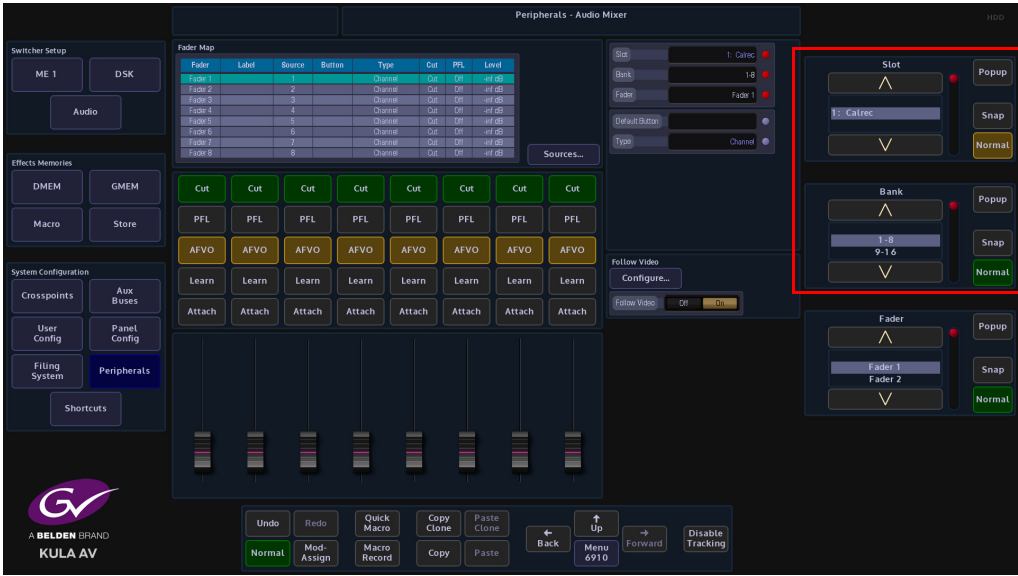 Peripherals - Audio Mixer
HDD
Switcher Setup
ME 1
DSK
Audio
Effects Memories
DMEM
GMEM
Macro
Store
System Configuration
Crosspoints
Aux
Buses
User
Config
Panel
Config
Filing
System
Peripherals
Shortcuts
Fader Map
Fader Label Source Button Type Cut PFL Level
Fader 1 1 Channel Cut Off -inf dB
Fader 2 2 Channel Cut Off -inf dB
Fader 3 3 Channel Cut Off -inf dB
Fader 4 4 Channel Cut Off -inf dB
Fader 5 5 Channel Cut Off -inf dB
Fader 6 6 Channel Cut Off -inf dB
Fader 7 7 Channel Cut Off -inf dB
Fader 8 8 Channel Cut Off -inf dB
Sources...
Cut Cut Cut Cut Cut Cut Cut Cut
PFL PFL PFL PFL PFL PFL PFL PFL
AFVO AFVO AFVO AFVO AFVO AFVO AFVO AFVO
Learn Learn Learn Learn Learn Learn Learn Learn
Attach Attach Attach Attach Attach Attach Attach Attach
Slot 1: Calrec
Bank 1-8
Fader Fader 1
Default Button
Type Channel
Follow Video
Configure...
Follow Video Off On
Slot
1: Calrec
Popup
Snap
Normal
Bank
1-8
9-16
Popup
Snap
Normal
Fader
Fader 1
Fader 2
Popup
Snap
Normal
GV
A BELDEN BRAND
KULA AV
Undo
Redo
Normal
Mod-
Assign
Quick
Macro
Macro
Record
Copy
Clone
Paste
Clone
Copy
Paste
Back
Up
Menu
6910
Forward
Disable
Tracking